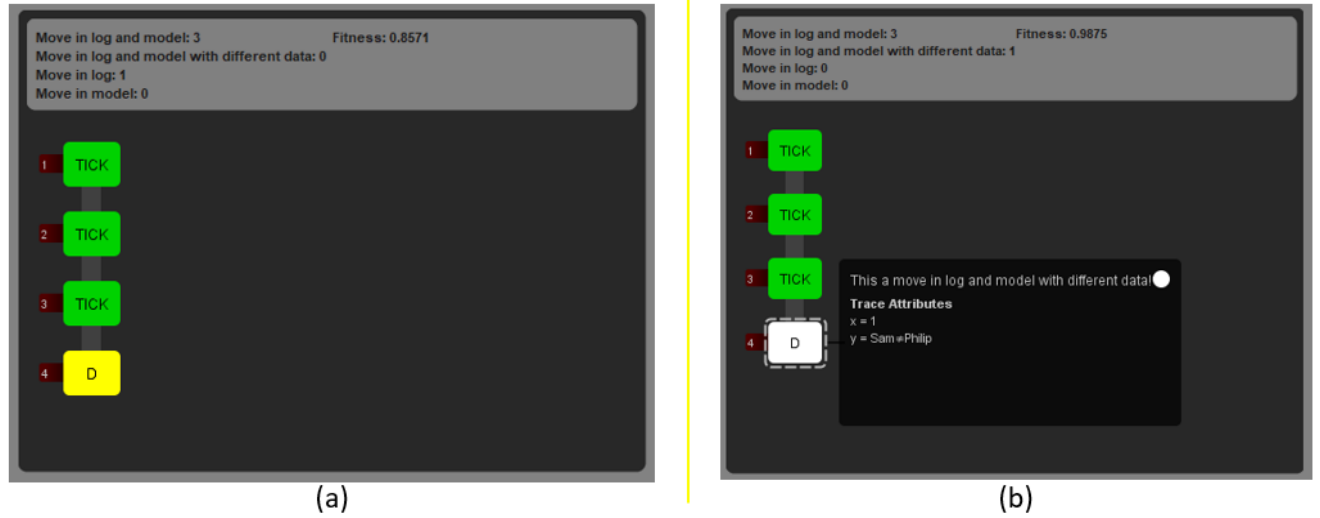 Move in log and model: 3 Fitness: 0.8571
Move in log and model with different data: 0
Move in log: 1
Move in model: 0
1 TICK
2 TICK
3 TICK
4 D
(a)
Move in log and model: 3 Fitness: 0.9875
Move in log and model with different data: 1
Move in log: 0
Move in model: 0
1 TICK
2 TICK
3 TICK
4 D
This a move in log and model with different data!
Trace Attributes
x = 1
y = Sam≠Philip
(b)